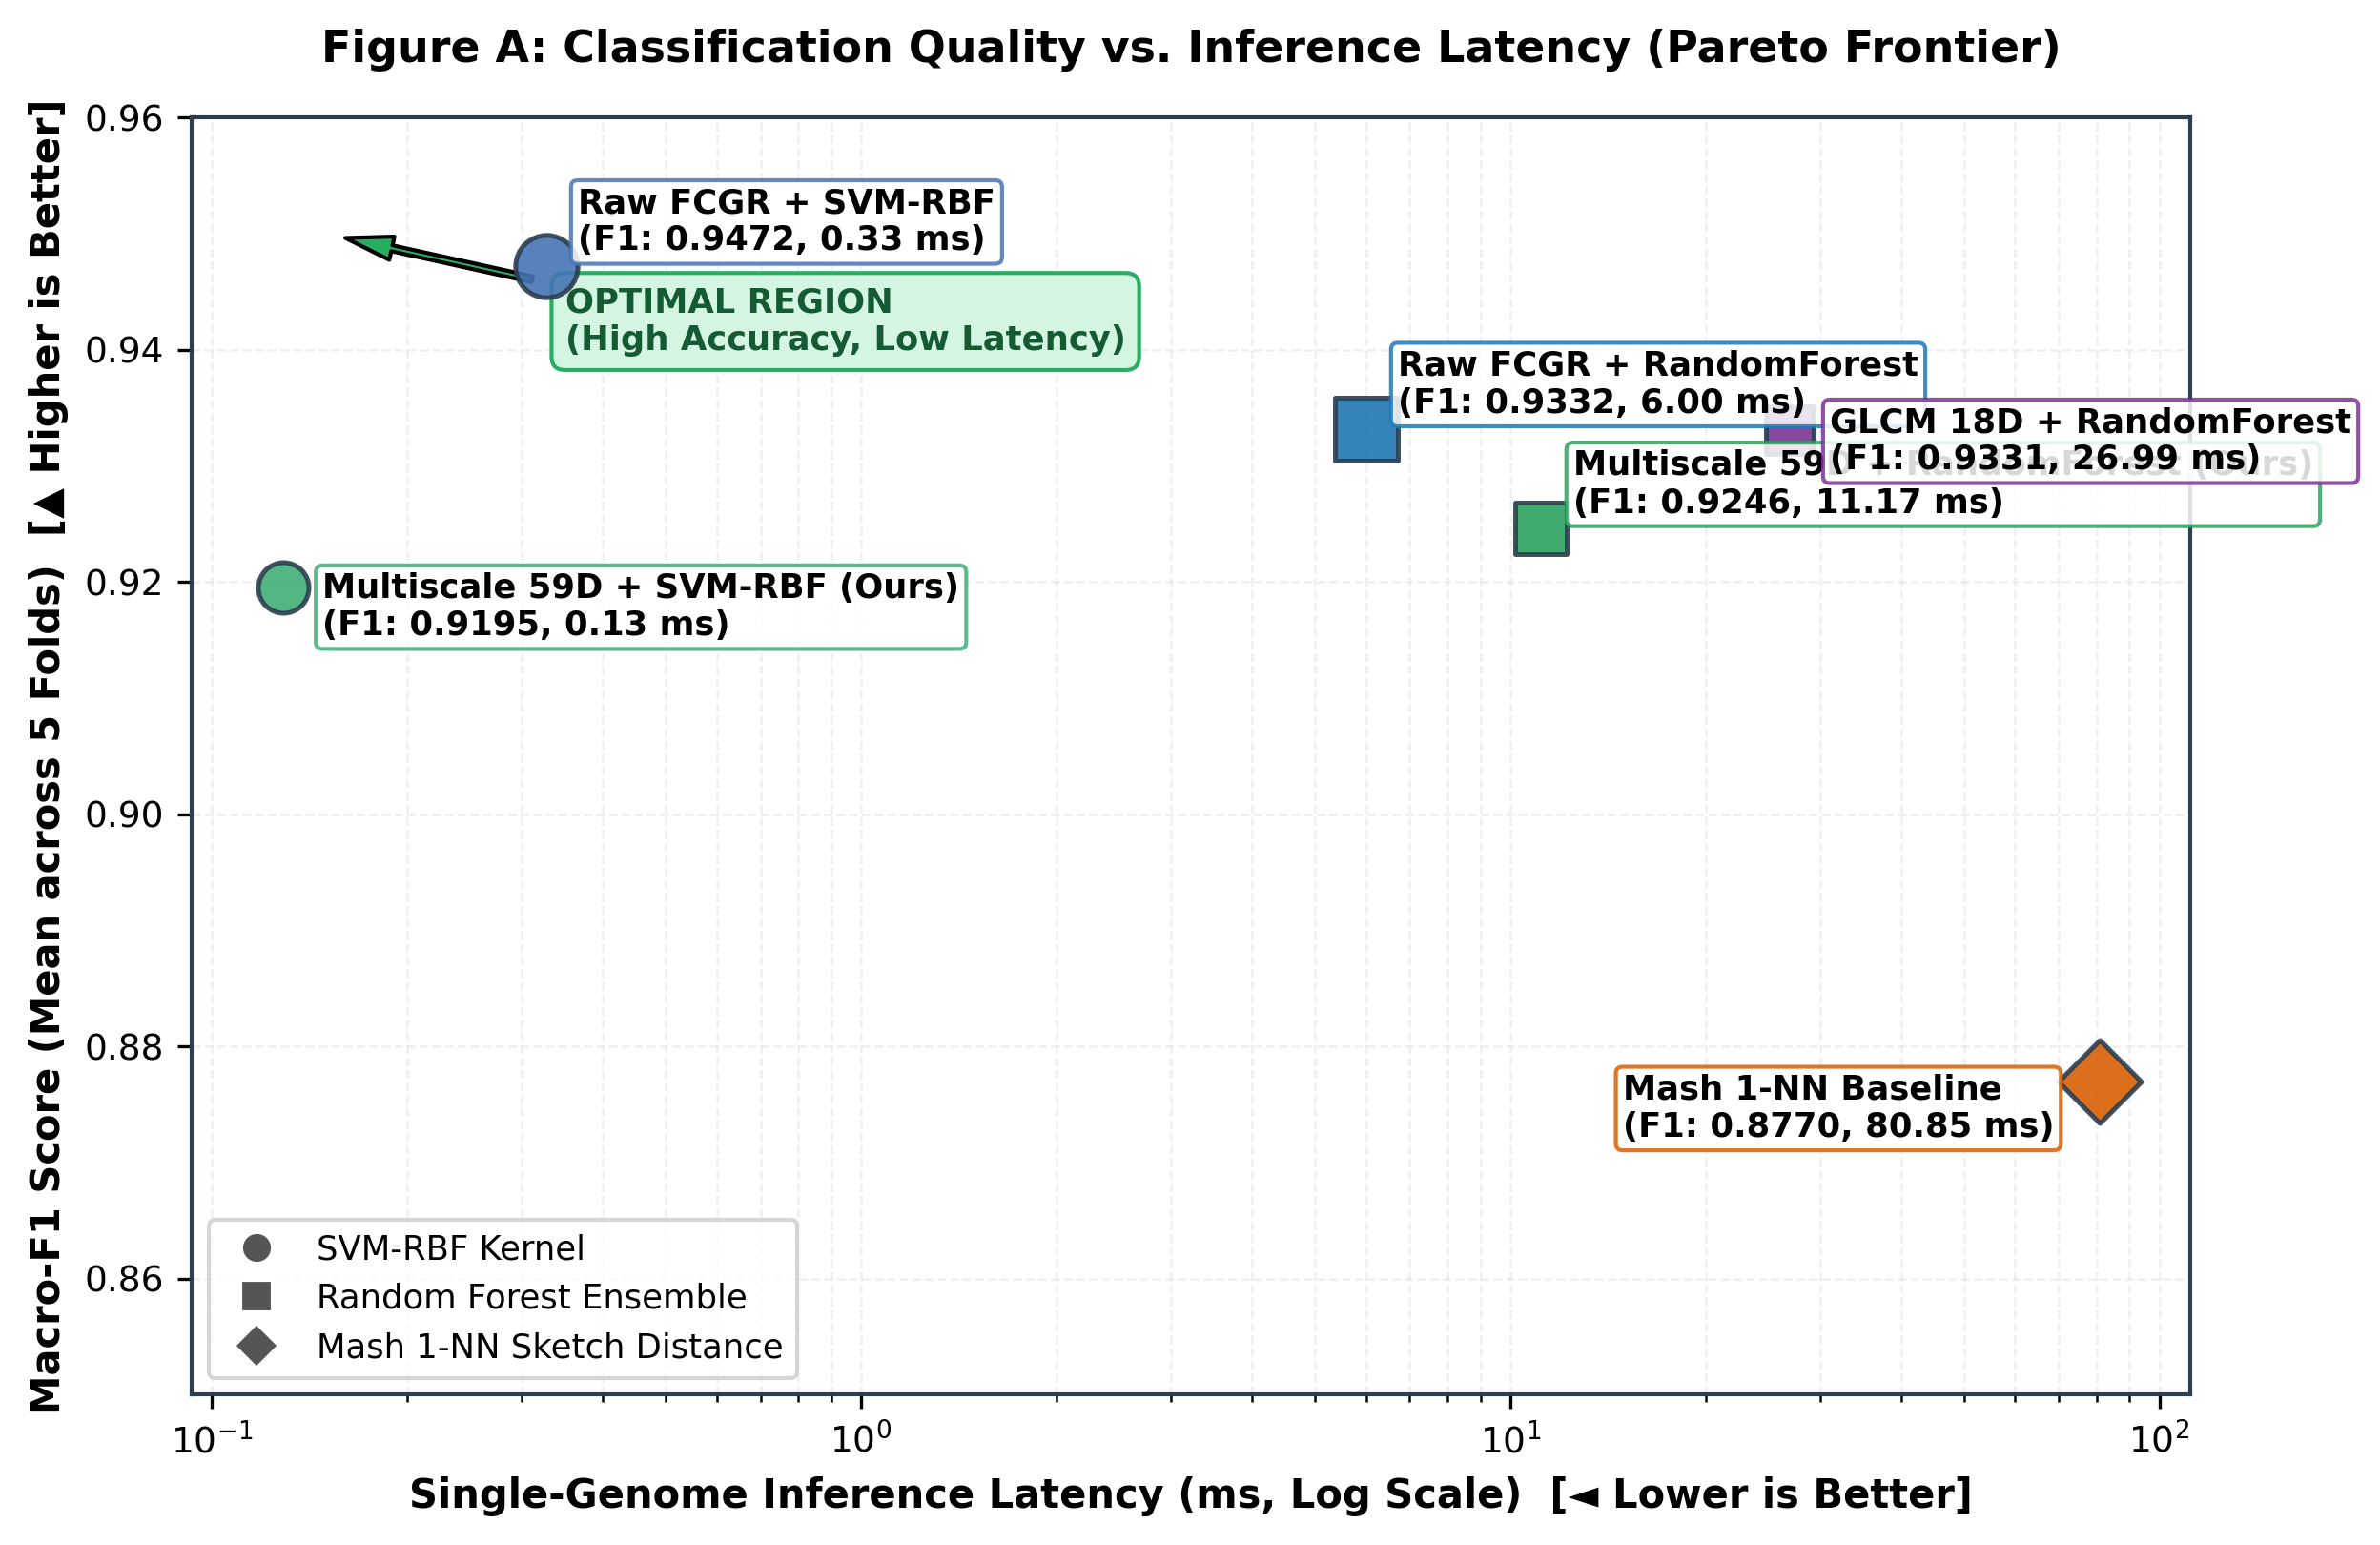 Figure A: Classification Quality vs. Inference Latency (Pareto Frontier)
Macro-F1 Score (Mean across 5 Folds) [▲ Higher is Better]
0.96
0.94
0.92
0.90
0.88
0.86
Raw FCGR + SVM-RBF
(F1: 0.9472, 0.33 ms)
OPTIMAL REGION
(High Accuracy, Low Latency)
Raw FCGR + RandomForest
(F1: 0.9332, 6.00 ms)
GLCM 18D + RandomForest
(F1: 0.9331, 26.99 ms)
Multiscale 59D + RandomForest (Ours)
(F1: 0.9246, 11.17 ms)
Multiscale 59D + SVM-RBF (Ours)
(F1: 0.9195, 0.13 ms)
Mash 1-NN Baseline
(F1: 0.8770, 80.85 ms)
SVM-RBF Kernel
Random Forest Ensemble
Mash 1-NN Sketch Distance
10⁻¹
10⁰
10¹
10²
Single-Genome Inference Latency (ms, Log Scale) [◄ Lower is Better]